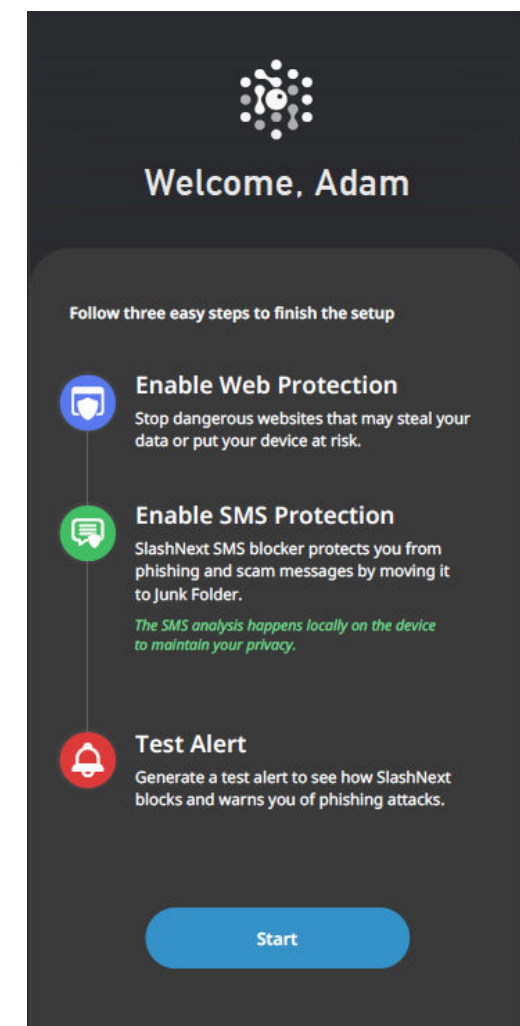 Welcome, Adam
Follow three easy steps to finish the setup
Enable Web Protection
Stop dangerous websites that may steal your
data or put your device at risk.
Enable SMS Protection
SlashNext SMS blocker protects you from
phishing and scam messages by moving it
to Junk Folder.
The SMS analysis happens locally on the device
to maintain your privacy.
Test Alert
Generate a test alert to see how SlashNext
blocks and warns you of phishing attacks.
Start